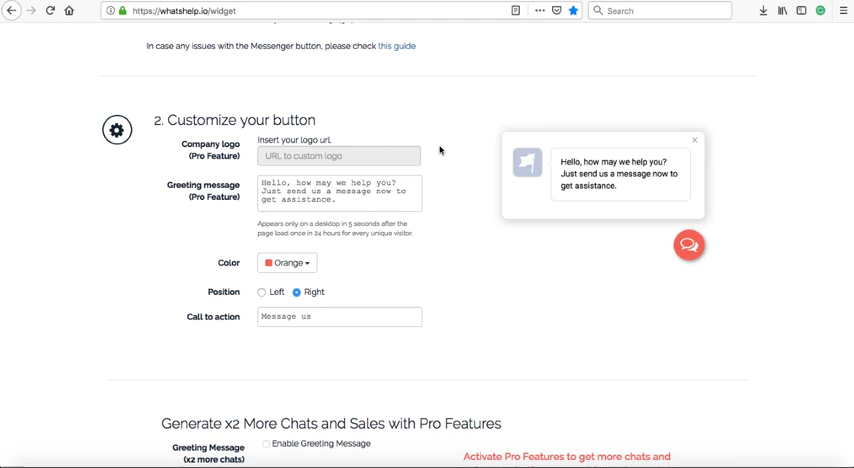 https://whatshelp.io/widget
Search
In case any issues with the Messenger button, please check this guide
2. Customize your button
Company logo
(Pro Feature)
Insert your logo url.
URL to custom logo
Greeting message
(Pro Feature)
Hello, how may we help you?
Just send us a message now to
get assistance.
Appears only on a desktop in 5 seconds after the
page load once in 24 hours for every unique visitor.
Color
Orange
Position
Left
Right
Call to action
Message us
Hello, how may we help you?
Just send us a message now to
get assistance.
Generate x2 More Chats and Sales with Pro Features
Greeting Message
(x2 more chats)
Enable Greeting Message
Activate Pro Features to get more chats and